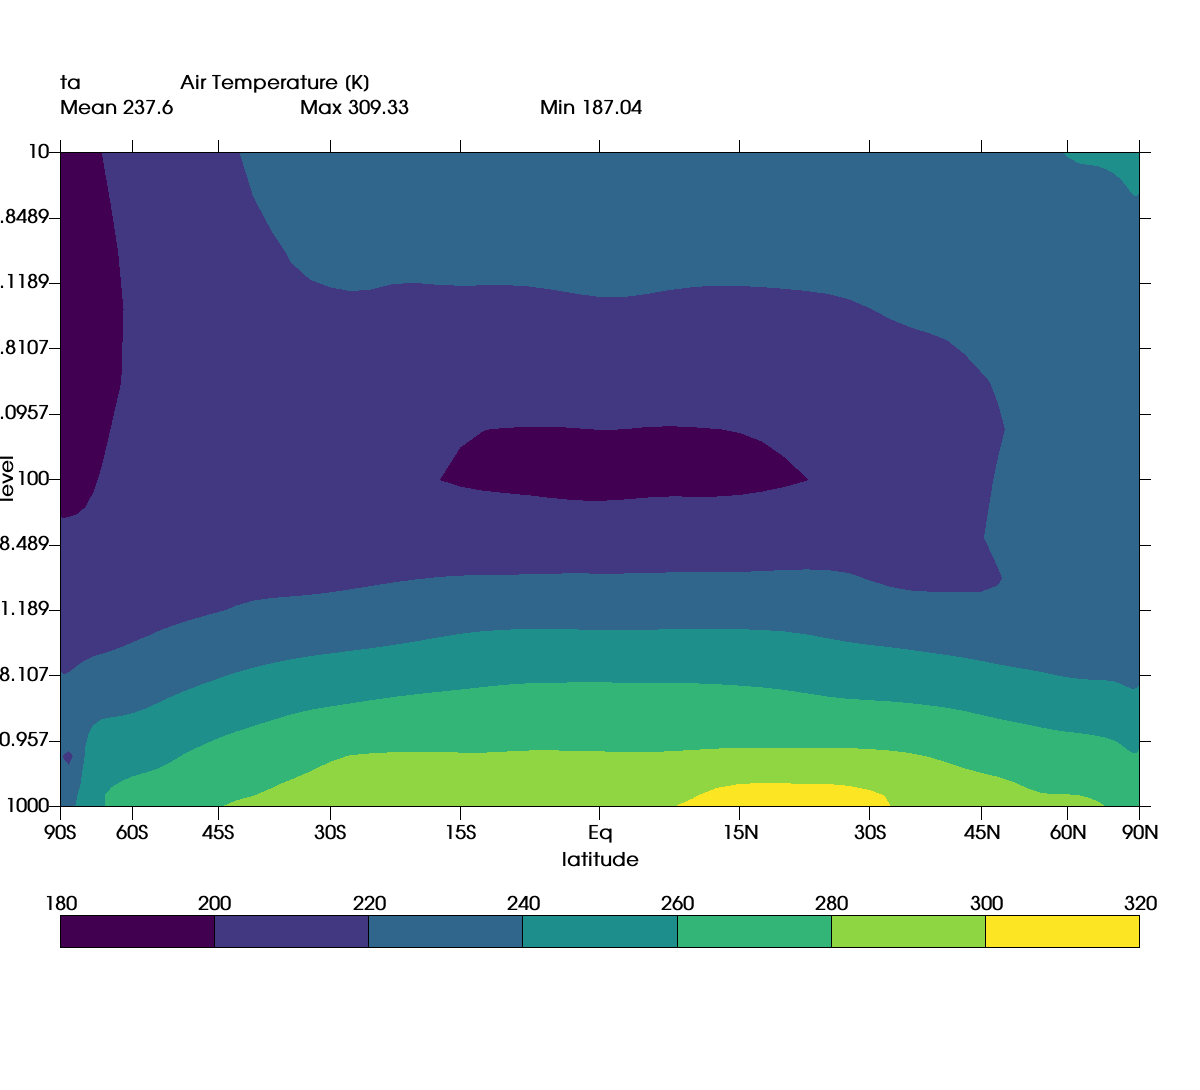 ta Air Temperature (K)
Mean 237.6 Max 309.33 Min 187.04
10
.8489
.1189
.8107
.0957
level
100
8.489
1.189
8.107
0.957
1000
90S 60S 45S 30S 15S Eq 15N 30S 45N 60N 90N
latitude
180 200 220 240 260 280 300 320